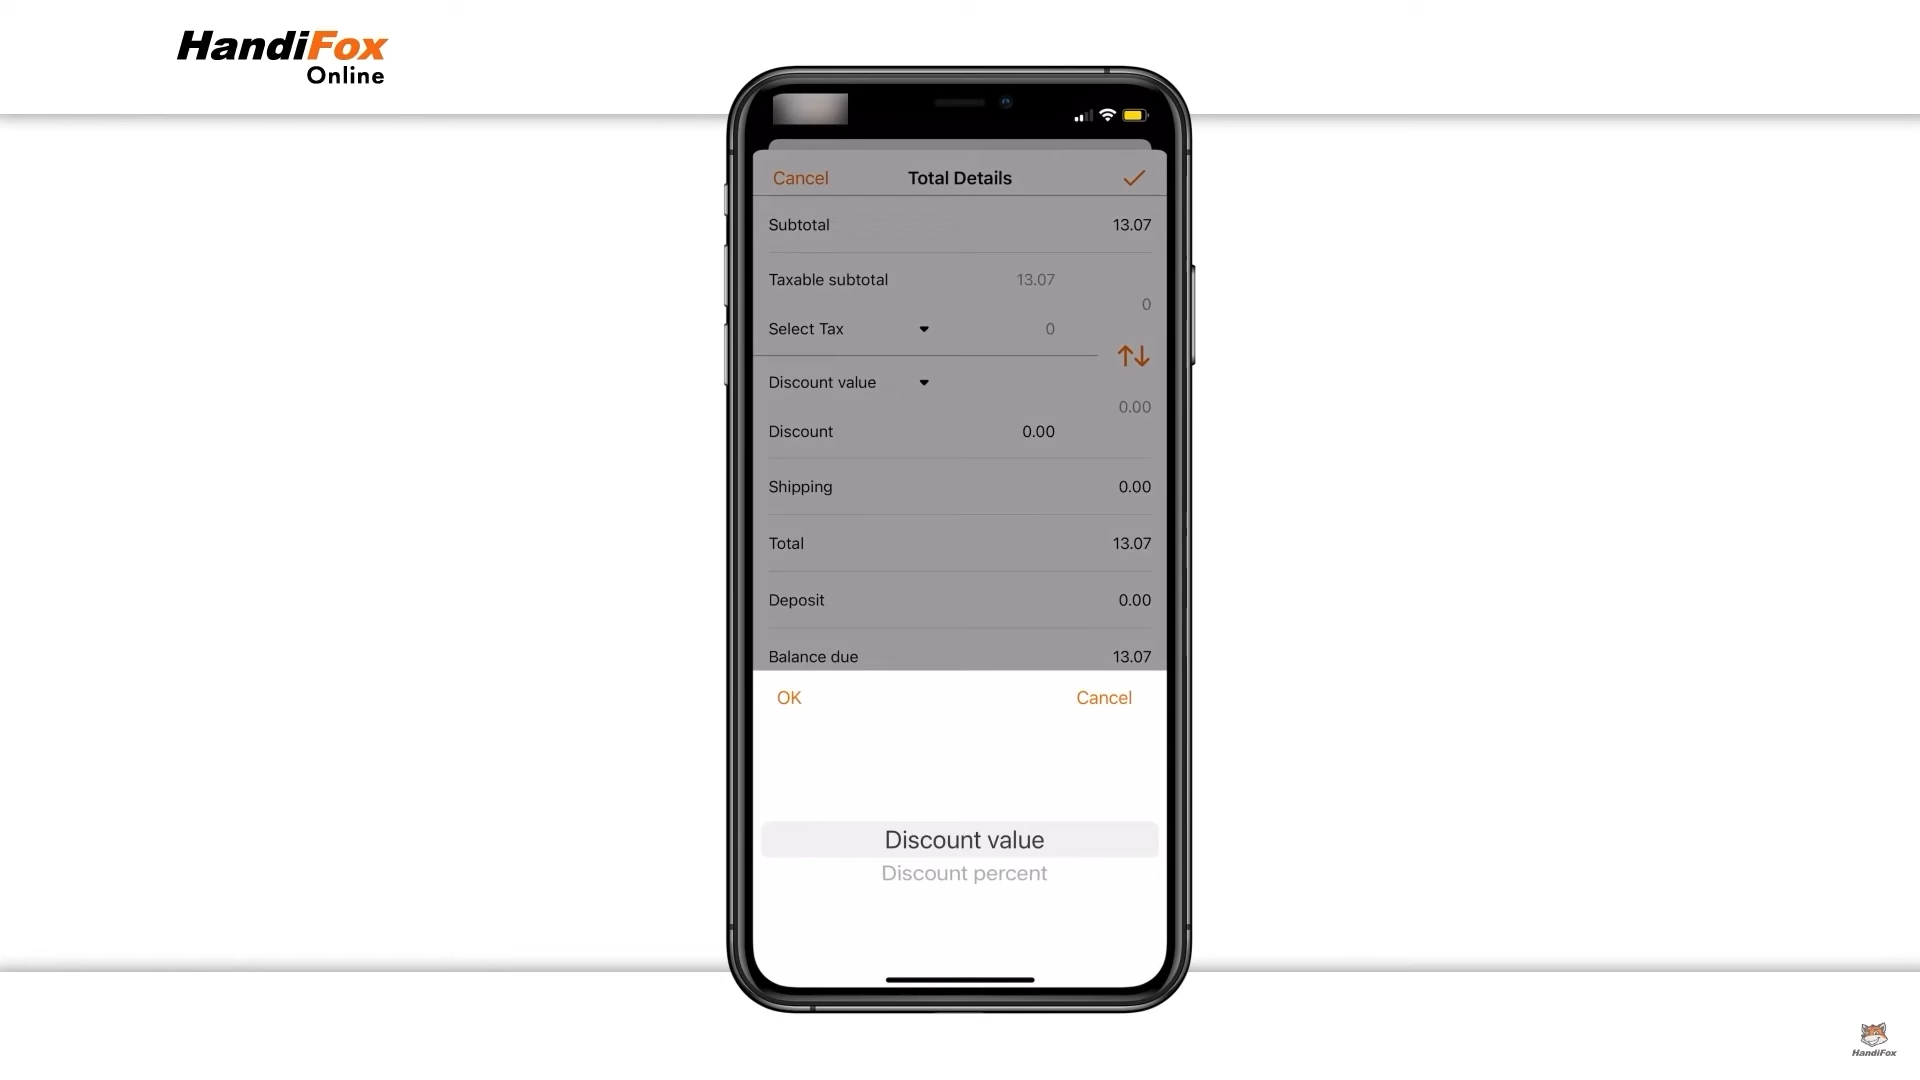 HandiFox
Online
Cancel Total Details
Subtotal 13.07
Taxable subtotal 13.07
0
Select Tax 0
Discount value
0.00
Discount 0.00
Shipping 0.00
Total 13.07
Deposit 0.00
Balance due 13.07
OK Cancel
Discount value
Discount percent
HandiFox